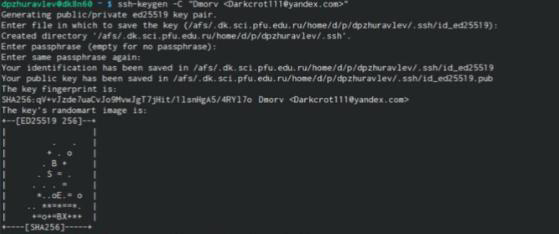 dpzhuravlev@dk8n60 ~ $ ssh-keygen -C "Dmorv <Darkcrot111@yandex.com>"
Generating public/private ed25519 key pair.
Enter file in which to save the key (/afs/.dk.sci.pfu.edu.ru/home/d/p/dpzhuravlev/.ssh/id_ed25519):
Created directory '/afs/.dk.sci.pfu.edu.ru/home/d/p/dpzhuravlev/.ssh'.
Enter passphrase (empty for no passphrase):
Enter same passphrase again:
Your identification has been saved in /afs/.dk.sci.pfu.edu.ru/home/d/p/dpzhuravlev/.ssh/id_ed25519
Your public key has been saved in /afs/.dk.sci.pfu.edu.ru/home/d/p/dpzhuravlev/.ssh/id_ed25519.pub
The key fingerprint is:
SHA256:qV+vJzde7uaCvJo9MvwJgT7jHit/1lsnHgA5/4RYl7o Dmorv <Darkcrot111@yandex.com>
The key's randomart image is:
+--[ED25519 256]--+
|                 |
|        .   .    |
|       + . o     |
|      . B +      |
|     . S = .     |
|    . . . =      |
|     *..oE.= o   |
|   .. **=*==*.   |
|    +=o+=BX+*+   |
+----[SHA256]-----+